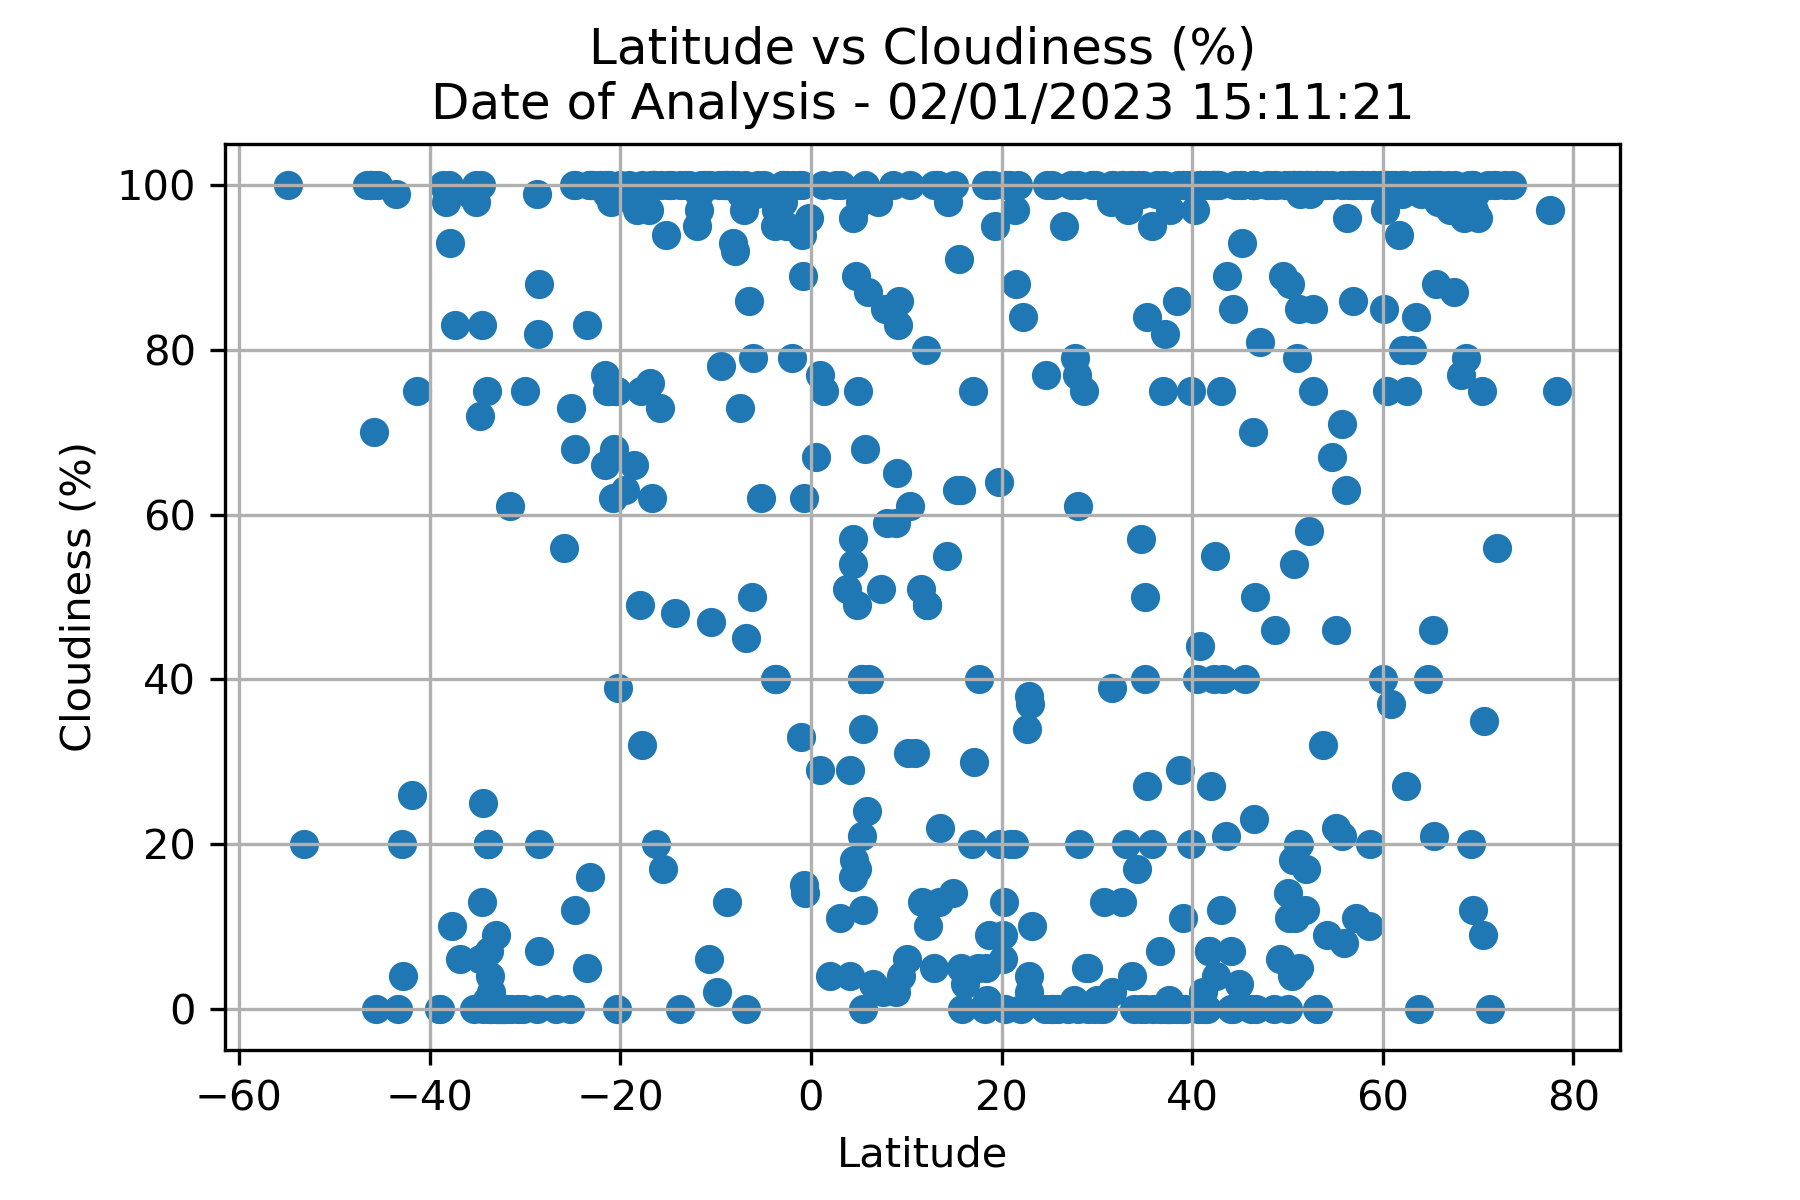 Latitude vs Cloudiness (%)
Date of Analysis - 02/01/2023 15:11:21
100
80
60
40
20
0
Cloudiness (%)
−60 −40 −20 0 20 40 60 80
Latitude